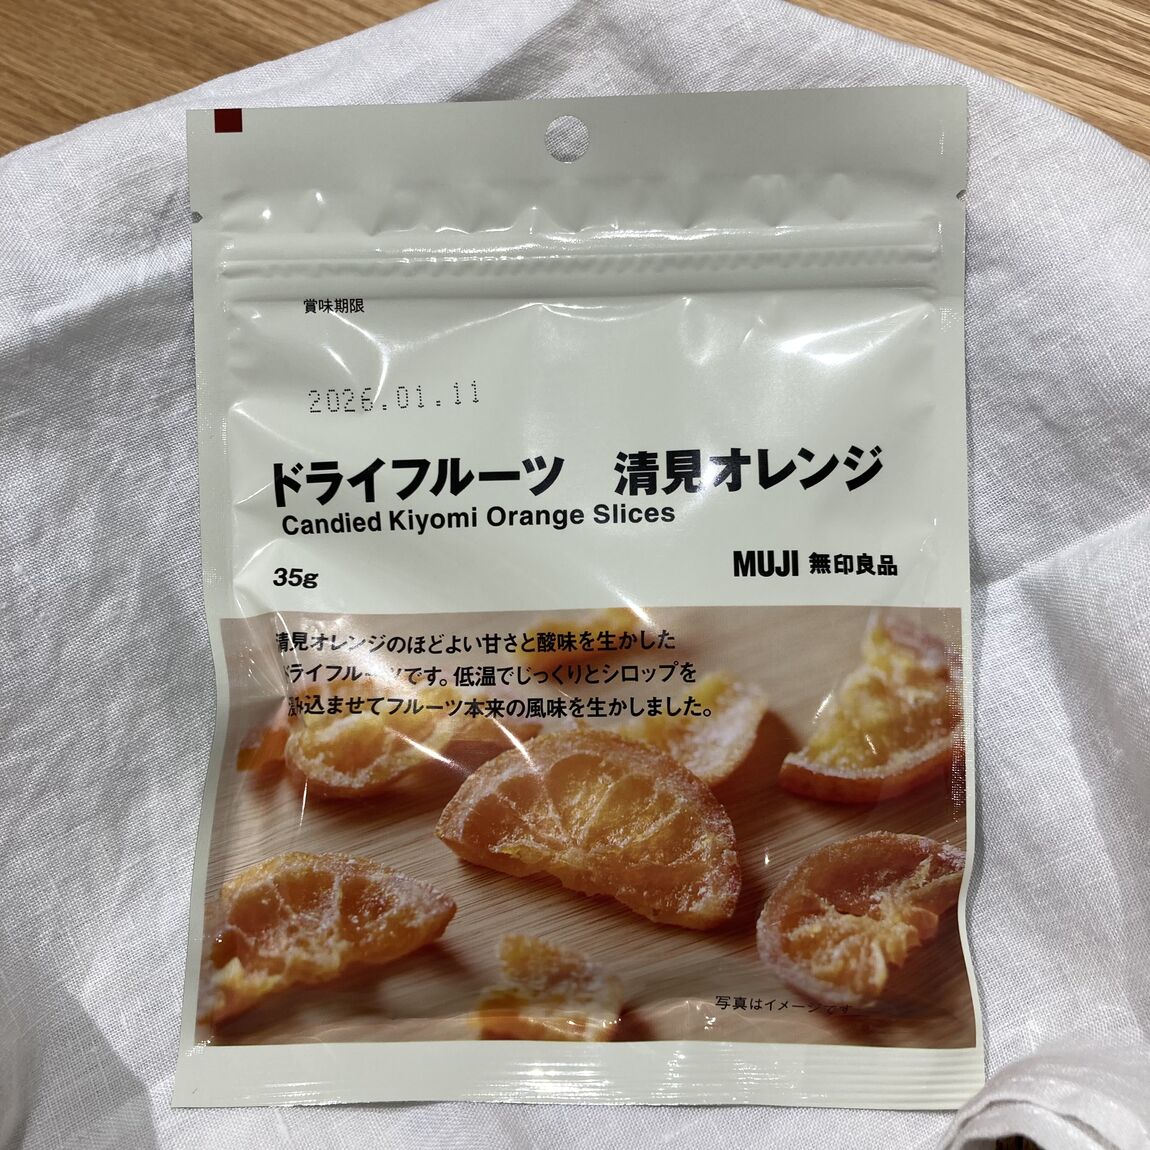 賞味期限
2026.01.11
ドライフルーツ 清見オレンジ
Candied Kiyomi Orange Slices
35g
MUJI 無印良品
清見オレンジのほどよい甘さと酸味を生かした
ドライフルーツです。低温でじっくりとシロップを
込ませてフルーツ本来の風味を生かしました。
写真はイメージです